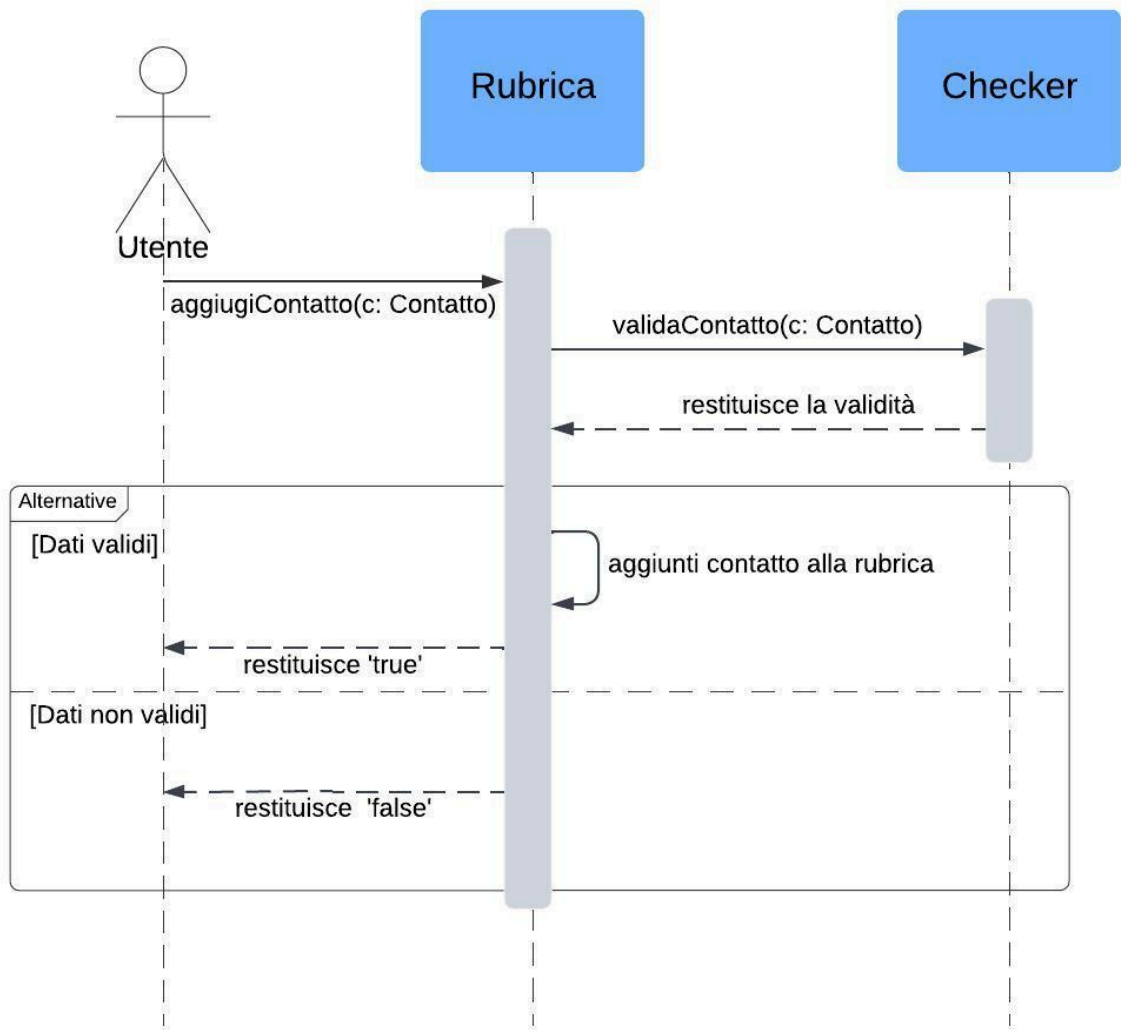 Rubrica
Checker
Utente
aggiugiContatto(c: Contatto)
validaContatto(c: Contatto)
restituisce la validità
Alternative
[Dati validi]
aggiunti contatto alla rubrica
restituisce 'true'
[Dati non validi]
restituisce 'false'